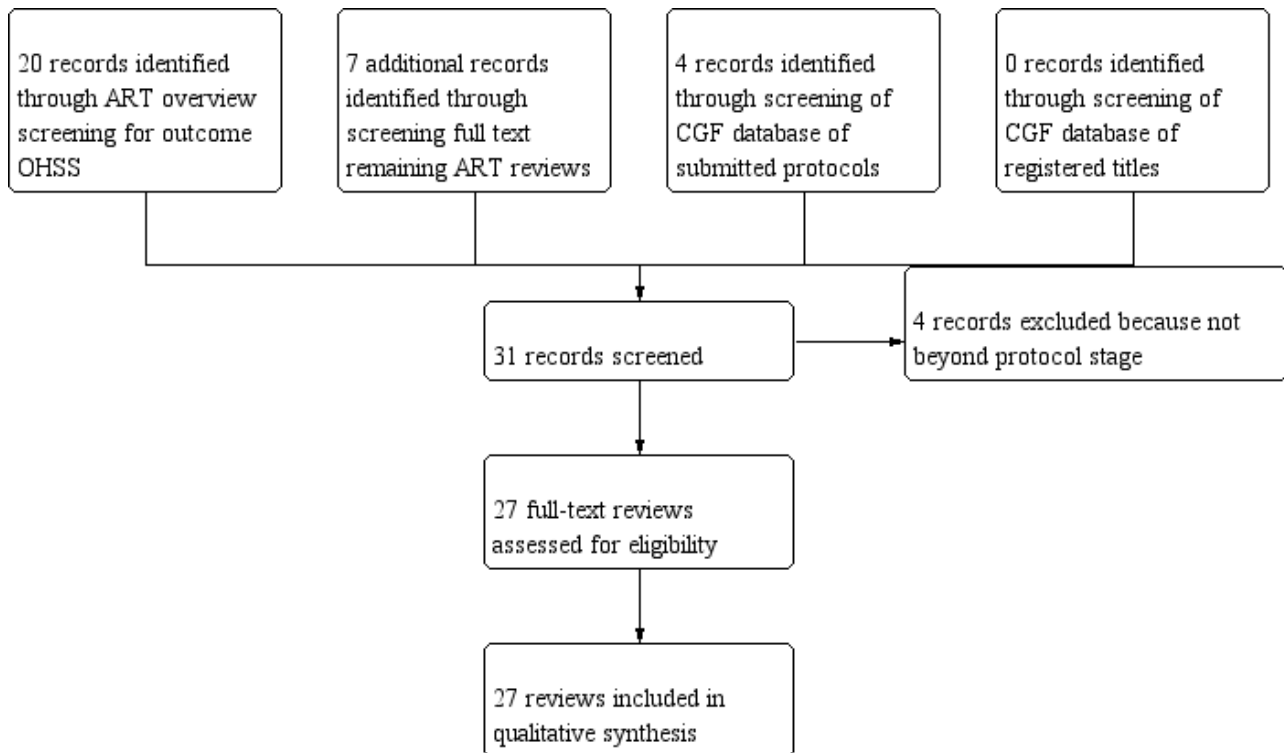 20 records identified
through ART overview
screening for outcome
OHSS
7 additional records
identified through
screening full text
remaining ART reviews
4 records identified
through screening of
CGF database of
submitted protocols
0 records identified
through screening of
CGF database of
registered titles
31 records screened
4 records excluded because not
beyond protocol stage
27 full-text reviews
assessed for eligibility
27 reviews included in
qualitative synthesis